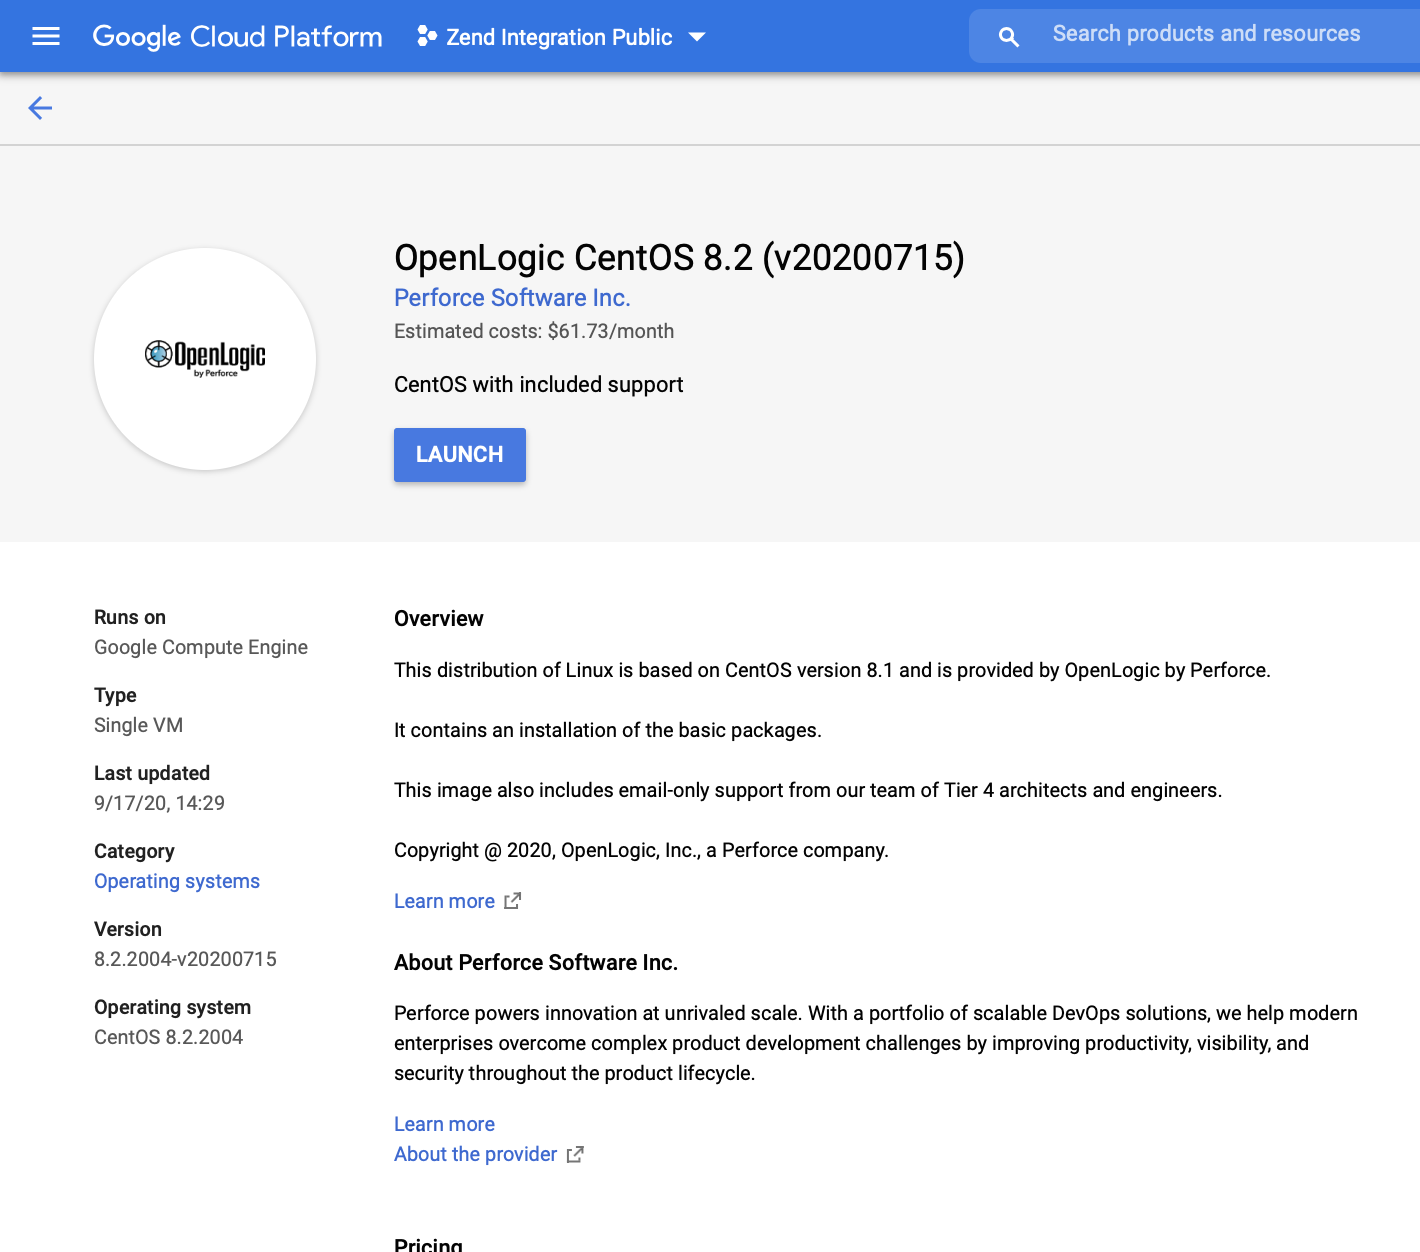 Google Cloud Platform
Zend Integration Public
Search products and resources
OpenLogic
by Perforce
OpenLogic CentOS 8.2 (v20200715)
Perforce Software Inc.
Estimated costs: $61.73/month
CentOS with included support
LAUNCH
Runs on
Google Compute Engine
Type
Single VM
Last updated
9/17/20, 14:29
Category
Operating systems
Version
8.2.2004-v20200715
Operating system
CentOS 8.2.2004
Overview
This distribution of Linux is based on CentOS version 8.1 and is provided by OpenLogic by Perforce.
It contains an installation of the basic packages.
This image also includes email-only support from our team of Tier 4 architects and engineers.
Copyright @ 2020, OpenLogic, Inc., a Perforce company.
Learn more
About Perforce Software Inc.
Perforce powers innovation at unrivaled scale. With a portfolio of scalable DevOps solutions, we help modern
enterprises overcome complex product development challenges by improving productivity, visibility, and
security throughout the product lifecycle.
Learn more
About the provider
Pricing